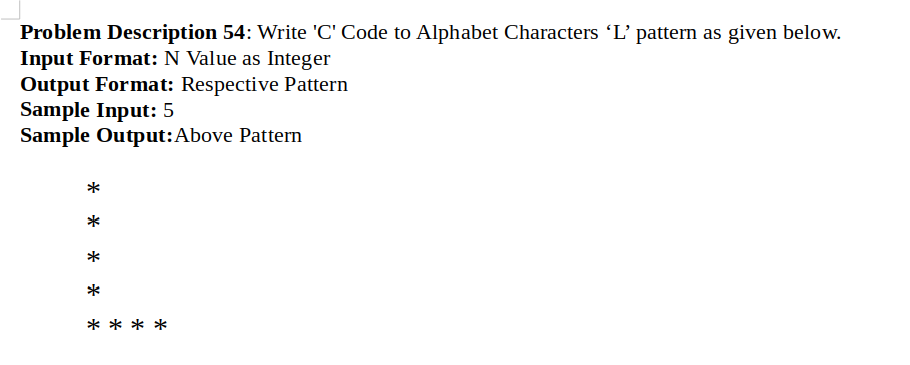 Problem Description 54: Write 'C' Code to Alphabet Characters ‘L’ pattern as given below.
Input Format: N Value as Integer
Output Format: Respective Pattern
Sample Input: 5
Sample Output:Above Pattern
*
*
*
*
* * * *